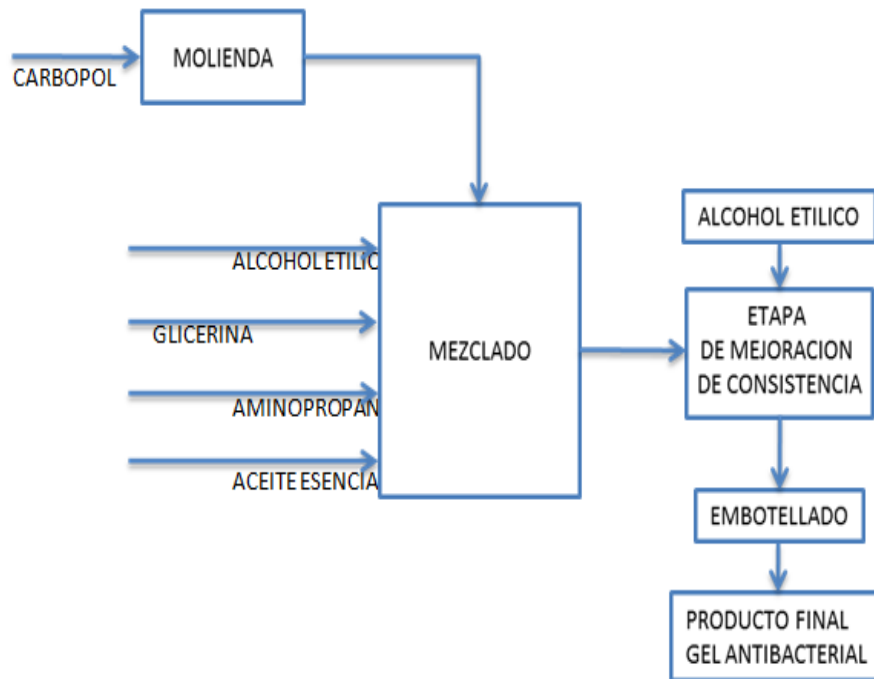 MOLIENDA
CARBOPOL
ALCOHOL ETILICO
ALCOHOL ETILIC
ETAPA
DE MEJORACION
DE CONSISTENCIA
GLICERINA
MEZCLADO
AMINOPROPAN
ACEITE ESENCIA
EMBOTELLADO
PRODUCTO FINAL
GEL ANTIBACTERIAL